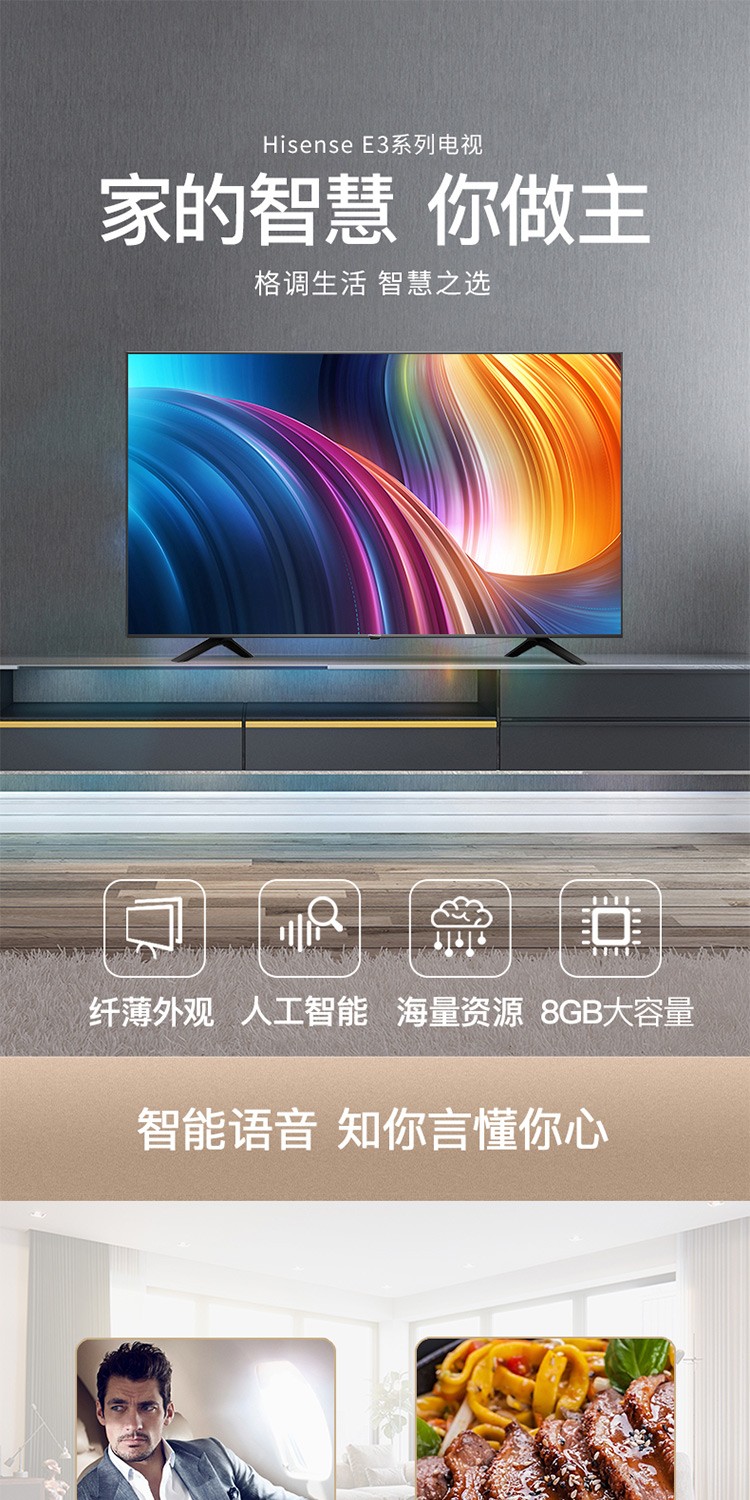 Hisense E3系列电视
家的智慧 你做主
格调生活 智慧之选
纤薄外观 人工智能 海量资源 8GB大容量
智能语音 知你言懂你心